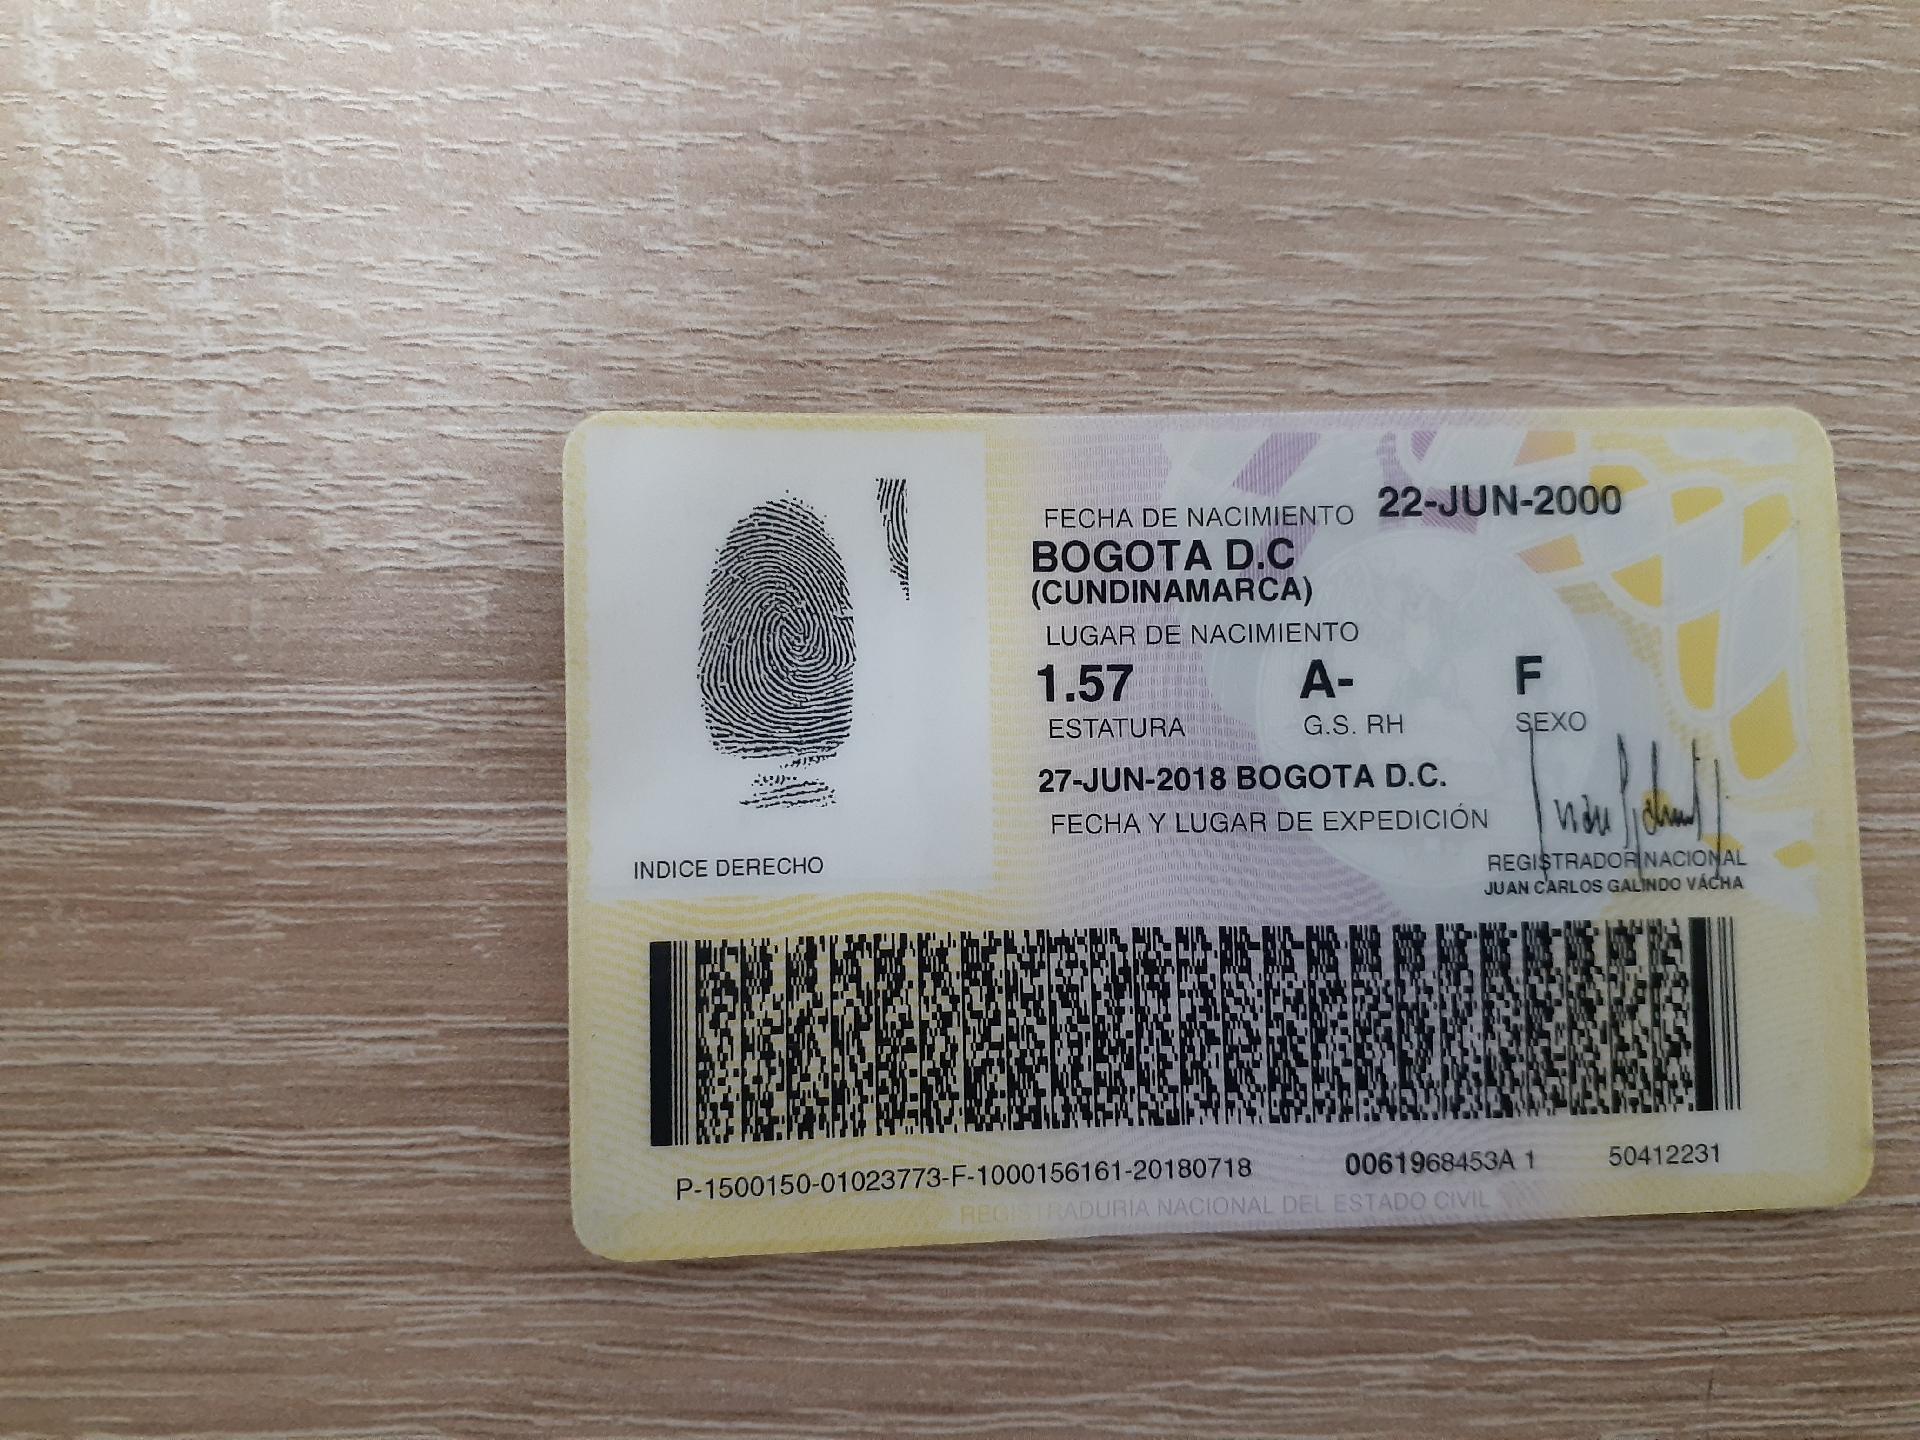 FECHA DE NACIMIENTO 22-JUN-2000
BOGOTA D.C
(CUNDINAMARCA)
LUGAR DE NACIMIENTO
1.57 A- F
ESTATURA G.S. RH SEXO
27-JUN-2018 BOGOTA D.C.
FECHA Y LUGAR DE EXPEDICIÓN
REGISTRADOR NACIONAL
JUAN CARLOS GALINDO VÁCHA
INDICE DERECHO
P-1500150-01023773-F-1000156161-20180718 0061968453A 1 50412231
REGISTRADURIA NACIONAL DEL ESTADO CIVIL